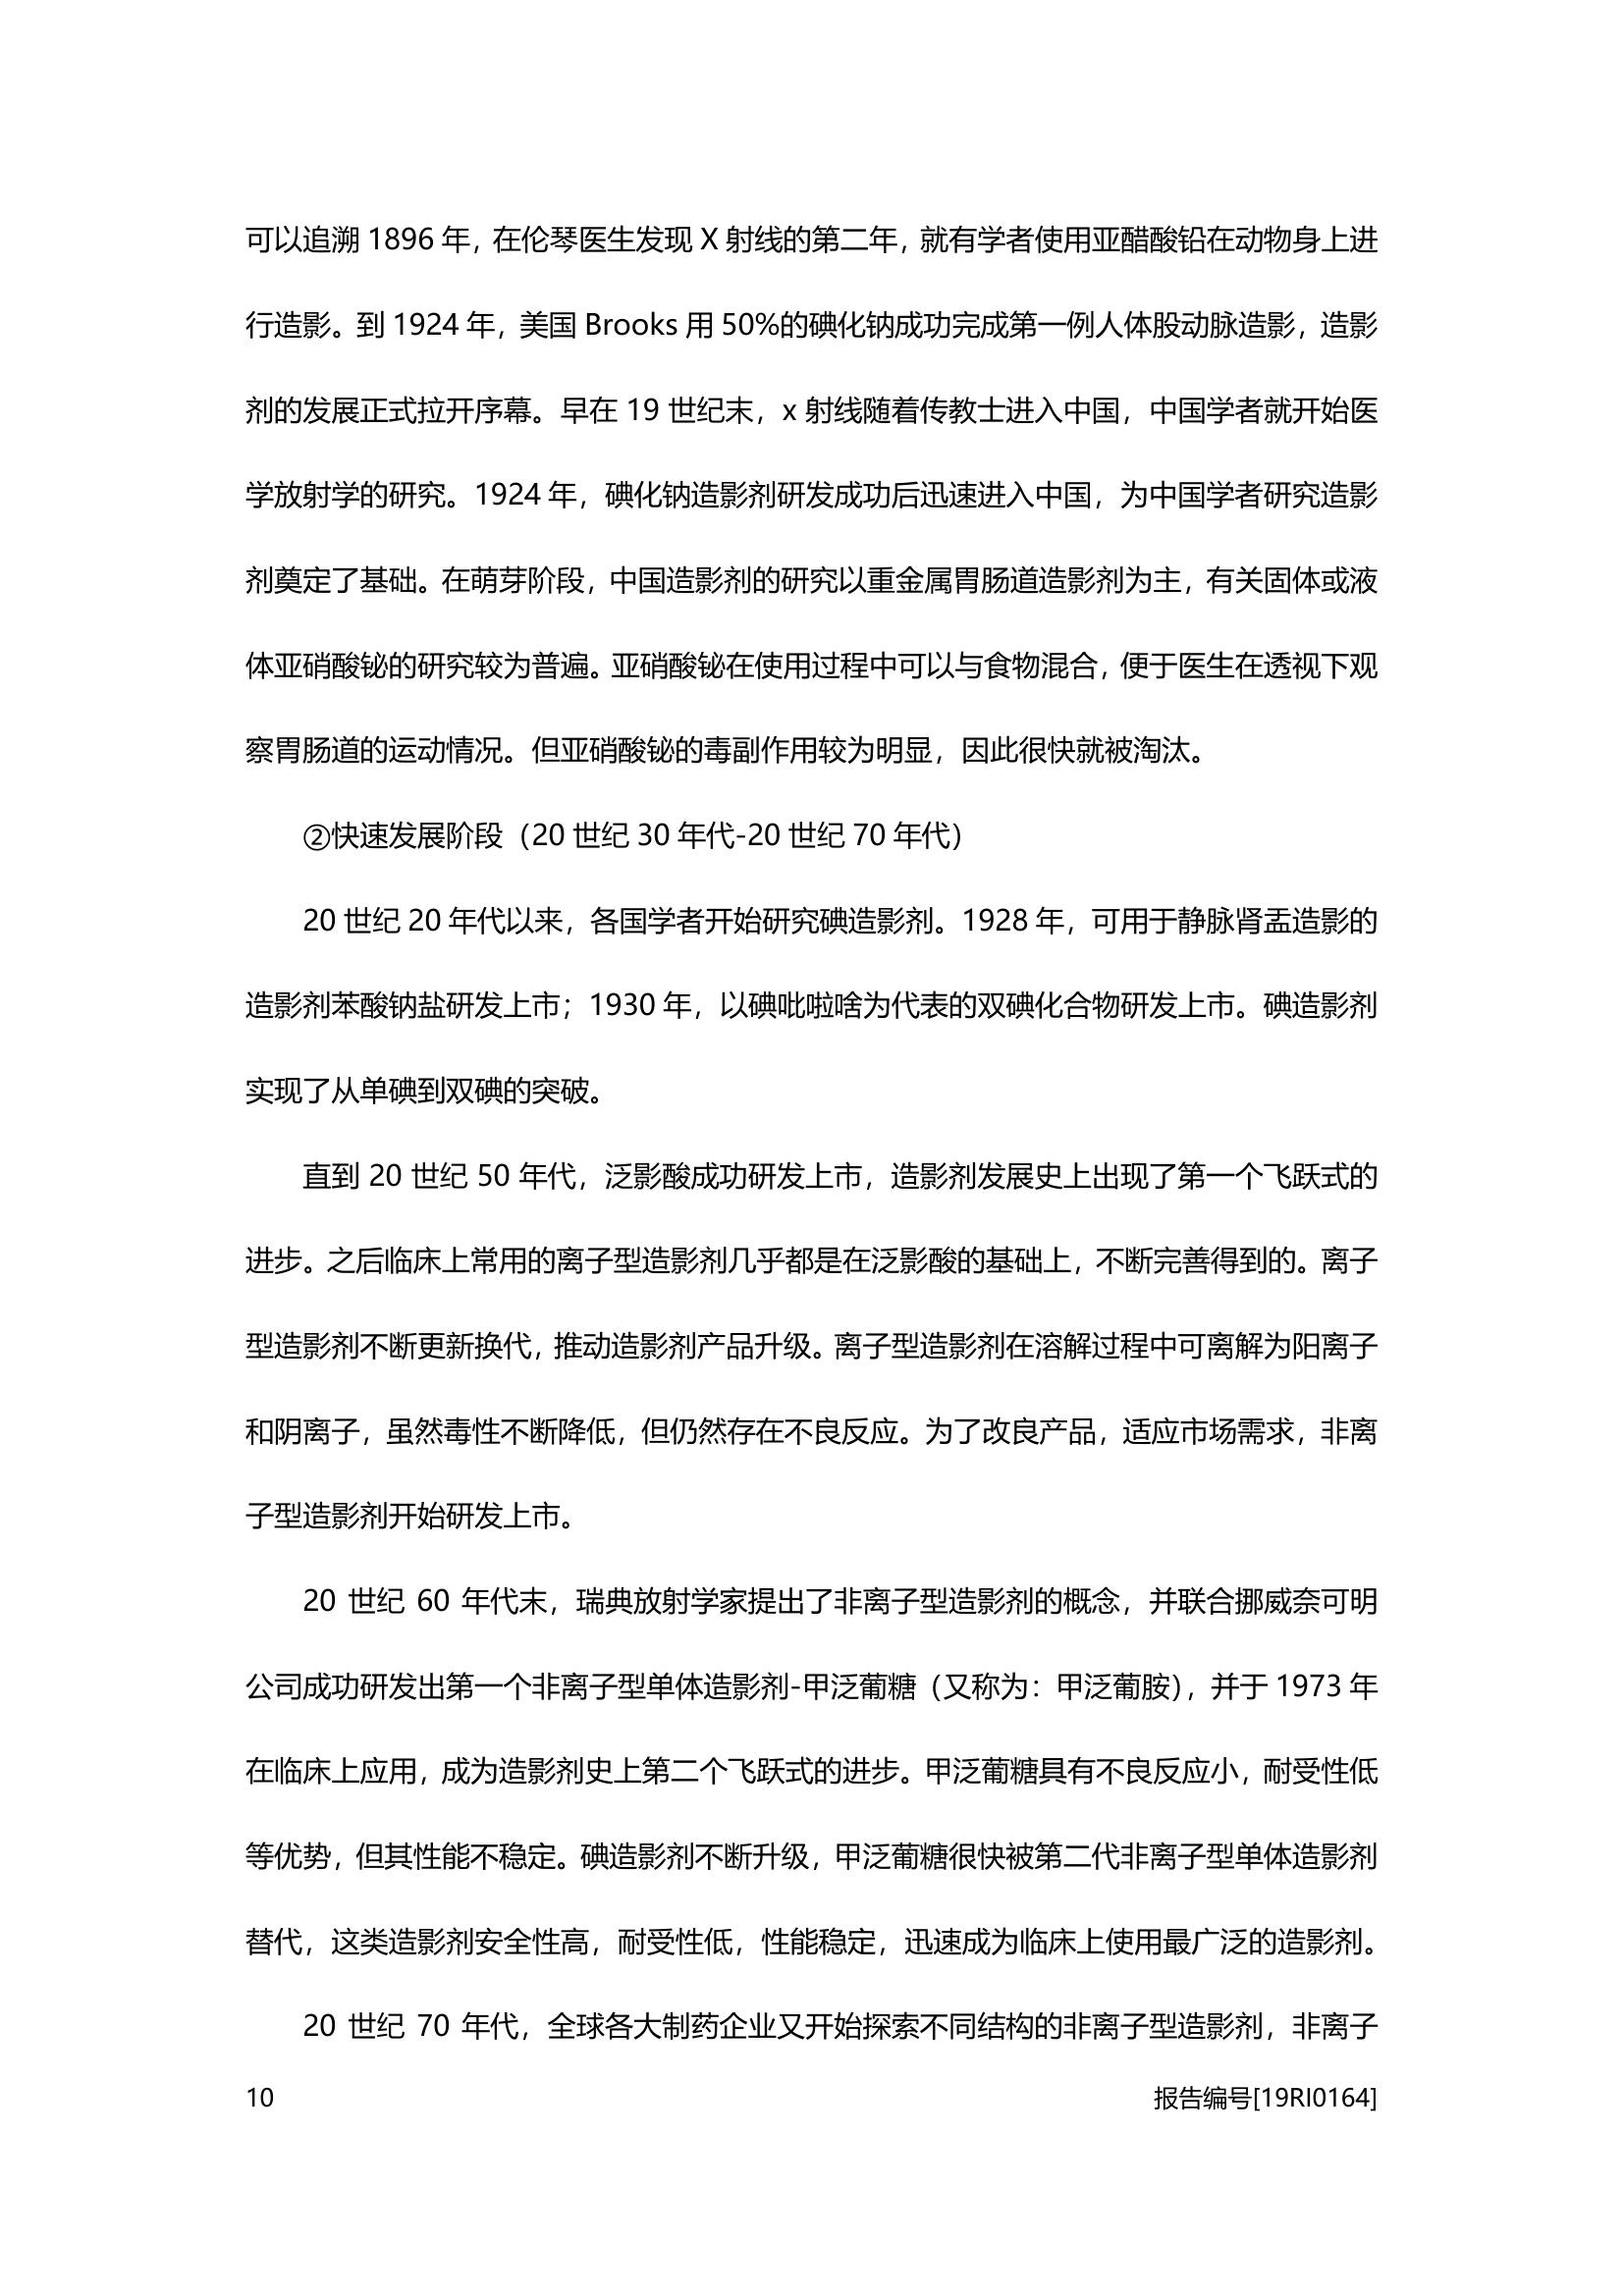 可以追溯 1896 年，在伦琴医生发现 X 射线的第二年，就有学者使用亚醋酸铅在动物身上进
行造影。到 1924 年，美国 Brooks 用 50%的碘化钠成功完成第一例人体股动脉造影，造影
剂的发展正式拉开序幕。早在 19 世纪末，x 射线随着传教士进入中国，中国学者就开始医
学放射学的研究。1924 年，碘化钠造影剂研发成功后迅速进入中国，为中国学者研究造影
剂奠定了基础。在萌芽阶段，中国造影剂的研究以重金属胃肠道造影剂为主，有关固体或液
体亚硝酸铋的研究较为普遍。亚硝酸铋在使用过程中可以与食物混合，便于医生在透视下观
察胃肠道的运动情况。但亚硝酸铋的毒副作用较为明显，因此很快就被淘汰。
②快速发展阶段（20 世纪 30 年代-20 世纪 70 年代）
20 世纪 20 年代以来，各国学者开始研究碘造影剂。1928 年，可用于静脉肾盂造影的
造影剂苯酸钠盐研发上市；1930 年，以碘吡啦啥为代表的双碘化合物研发上市。碘造影剂
实现了从单碘到双碘的突破。
直到 20 世纪 50 年代，泛影酸成功研发上市，造影剂发展史上出现了第一个飞跃式的
进步。之后临床上常用的离子型造影剂几乎都是在泛影酸的基础上，不断完善得到的。离子
型造影剂不断更新换代，推动造影剂产品升级。离子型造影剂在溶解过程中可离解为阳离子
和阴离子，虽然毒性不断降低，但仍然存在不良反应。为了改良产品，适应市场需求，非离
子型造影剂开始研发上市。
20 世纪 60 年代末，瑞典放射学家提出了非离子型造影剂的概念，并联合挪威奈可明
公司成功研发出第一个非离子型单体造影剂-甲泛葡糖（又称为：甲泛葡胺），并于 1973 年
在临床上应用，成为造影剂史上第二个飞跃式的进步。甲泛葡糖具有不良反应小，耐受性低
等优势，但其性能不稳定。碘造影剂不断升级，甲泛葡糖很快被第二代非离子型单体造影剂
替代，这类造影剂安全性高，耐受性低，性能稳定，迅速成为临床上使用最广泛的造影剂。
20 世纪 70 年代，全球各大制药企业又开始探索不同结构的非离子型造影剂，非离子
10 报告编号[19RI0164]